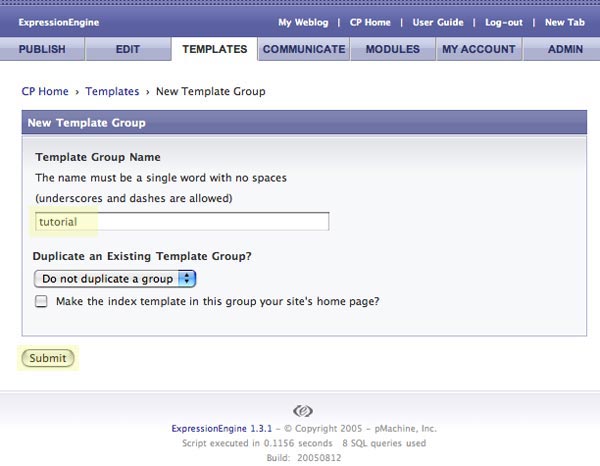 ExpressionEngine
My Weblog | CP Home | User Guide | Log-out | New Tab
PUBLISH EDIT TEMPLATES COMMUNICATE MODULES MY ACCOUNT ADMIN
CP Home › Templates › New Template Group
New Template Group
Template Group Name
The name must be a single word with no spaces
(underscores and dashes are allowed)
tutorial
Duplicate an Existing Template Group?
Do not duplicate a group
Make the index template in this group your site's home page?
Submit
ExpressionEngine 1.3.1 – © Copyright 2005 – pMachine, Inc.
Script executed in 0.1156 seconds 8 SQL queries used
Build: 20050812